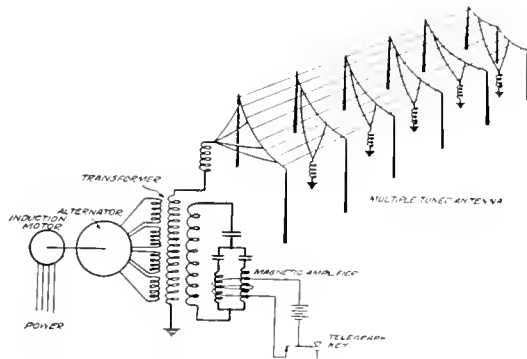 TRANSFORMER
ALTERNATOR
INDUCTION
MOTOR
POWER
MULTIPLE TUNED ANTENNA
MAGNETIC AMPLIFIER
TELEGRAPH
KEY